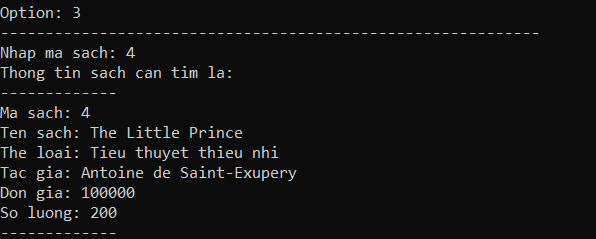 Option: 3
------------------------------------------------------------
Nhap ma sach: 4
Thong tin sach can tim la:
-------------
Ma sach: 4
Ten sach: The Little Prince
The loai: Tieu thuyet thieu nhi
Tac gia: Antoine de Saint-Exupery
Don gia: 100000
So luong: 200
-------------